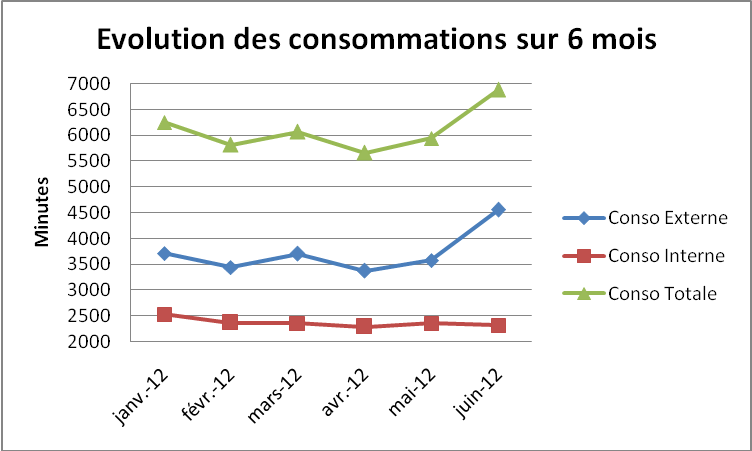 Evolution des consommations sur 6 mois
Minutes
7000
6500
6000
5500
5000
4500
4000
3500
3000
2500
2000
janv.-12
févr.-12
mars-12
avr.-12
mai-12
juin-12
Conso Externe
Conso Interne
Conso Totale